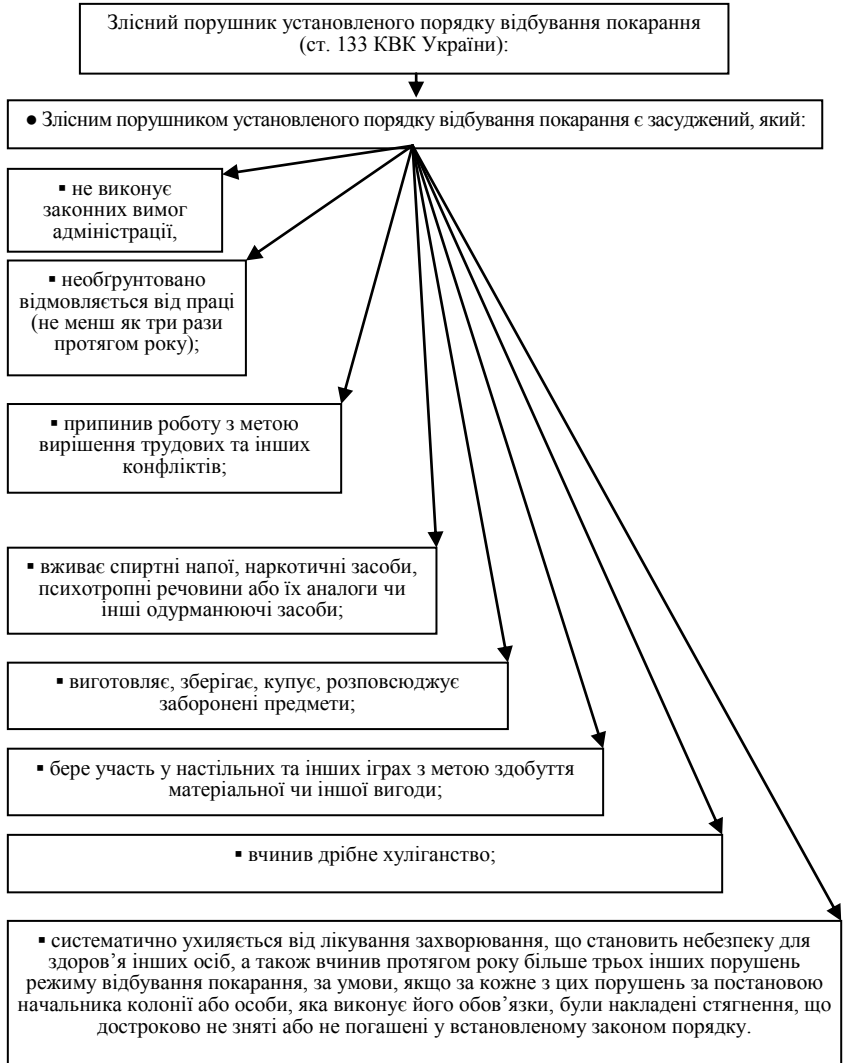 Злісний порушник установленого порядку відбування покарання
(ст. 133 КВК України):
● Злісним порушником установленого порядку відбування покарання є засуджений, який:
▪ не виконує
законних вимог
адміністрації,
▪ необґрунтовано
відмовляється від праці
(не менш як три рази
протягом року);
▪ припинив роботу з метою
вирішення трудових та інших
конфліктів;
▪ вживає спиртні напої, наркотичні засоби,
психотропні речовини або їх аналоги чи
інші одурманюючі засоби;
▪ виготовляє, зберігає, купує, розповсюджує
заборонені предмети;
▪ бере участь у настільних та інших іграх з метою здобуття
матеріальної чи іншої вигоди;
▪ вчинив дрібне хуліганство;
▪ систематично ухиляється від лікування захворювання, що становить небезпеку для
здоров’я інших осіб, а також вчинив протягом року більше трьох інших порушень
режиму відбування покарання, за умови, якщо за кожне з цих порушень за постановою
начальника колонії або особи, яка виконує його обов’язки, були накладені стягнення, що
достроково не зняті або не погашені у встановленому законом порядку.